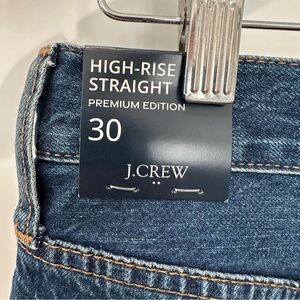 HIGH-RISE
STRAIGHT
PREMIUM EDITION
30
J.CREW